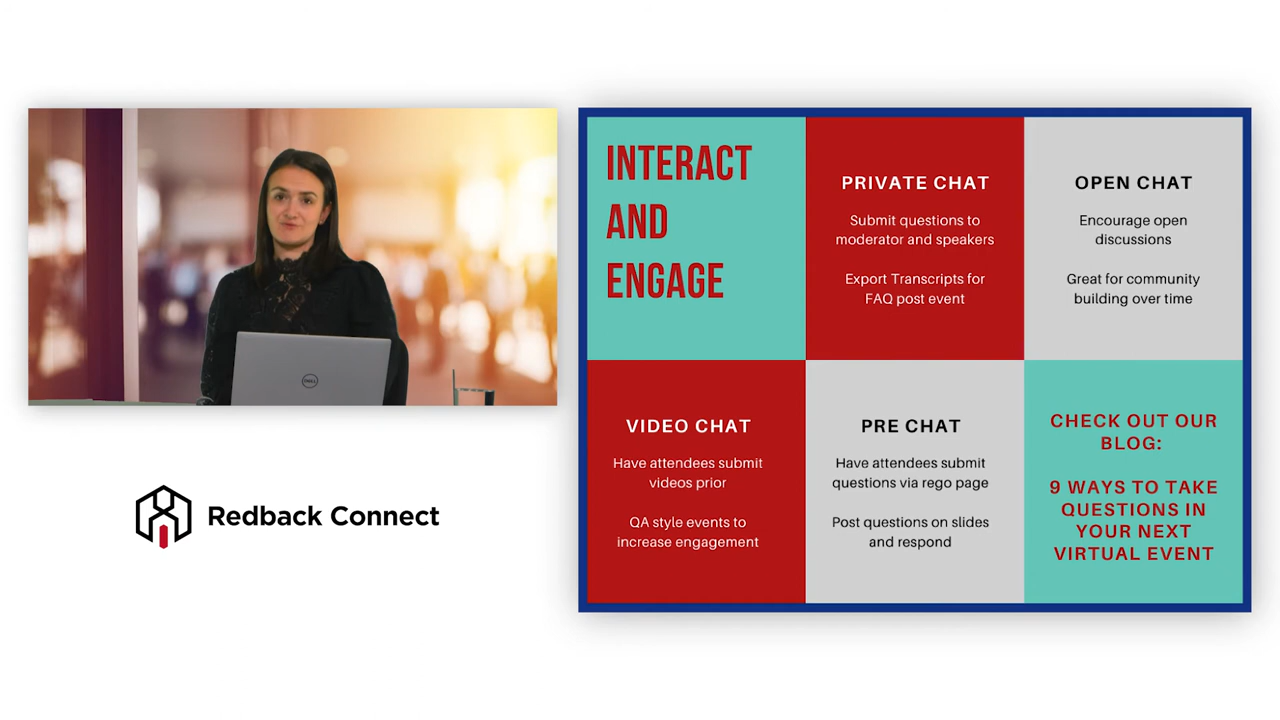 INTERACT
AND
ENGAGE
PRIVATE CHAT
Submit questions to
moderator and speakers
Export Transcripts for
FAQ post event
OPEN CHAT
Encourage open
discussions
Great for community
building over time
VIDEO CHAT
Have attendees submit
videos prior
QA style events to
increase engagement
PRE CHAT
Have attendees submit
questions via rego page
Post questions on slides
and respond
CHECK OUT OUR
BLOG:
9 WAYS TO TAKE
QUESTIONS IN
YOUR NEXT
VIRTUAL EVENT
DELL
Redback Connect